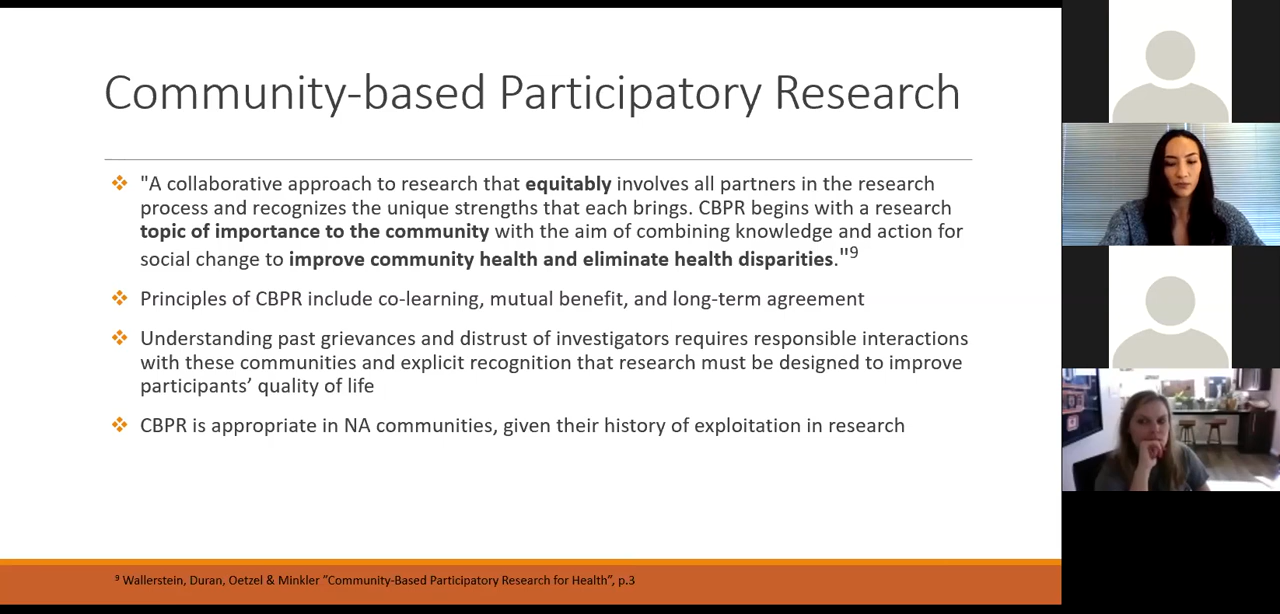 Community-based Participatory Research
"A collaborative approach to research that equitably involves all partners in the research
process and recognizes the unique strengths that each brings. CBPR begins with a research
topic of importance to the community with the aim of combining knowledge and action for
social change to improve community health and eliminate health disparities."⁹
Principles of CBPR include co-learning, mutual benefit, and long-term agreement
Understanding past grievances and distrust of investigators requires responsible interactions
with these communities and explicit recognition that research must be designed to improve
participants’ quality of life
CBPR is appropriate in NA communities, given their history of exploitation in research
⁹ Wallerstein, Duran, Oetzel & Minkler ”Community-Based Participatory Research for Health”, p.3